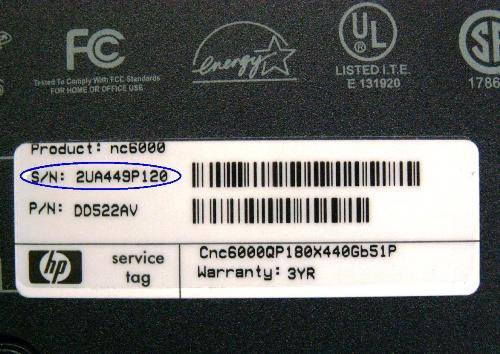 FC
energy
UL
LISTED I.T.E.
E 131920
Tested To Comply With FCC Standards
FOR HOME OR OFFICE USE
1786
Product: nc6000
S/N: 2UA449P120
P/N: DD522AV
hp
service
tag
Cnc6000QP180X440Gb51P
Warranty: 3YR